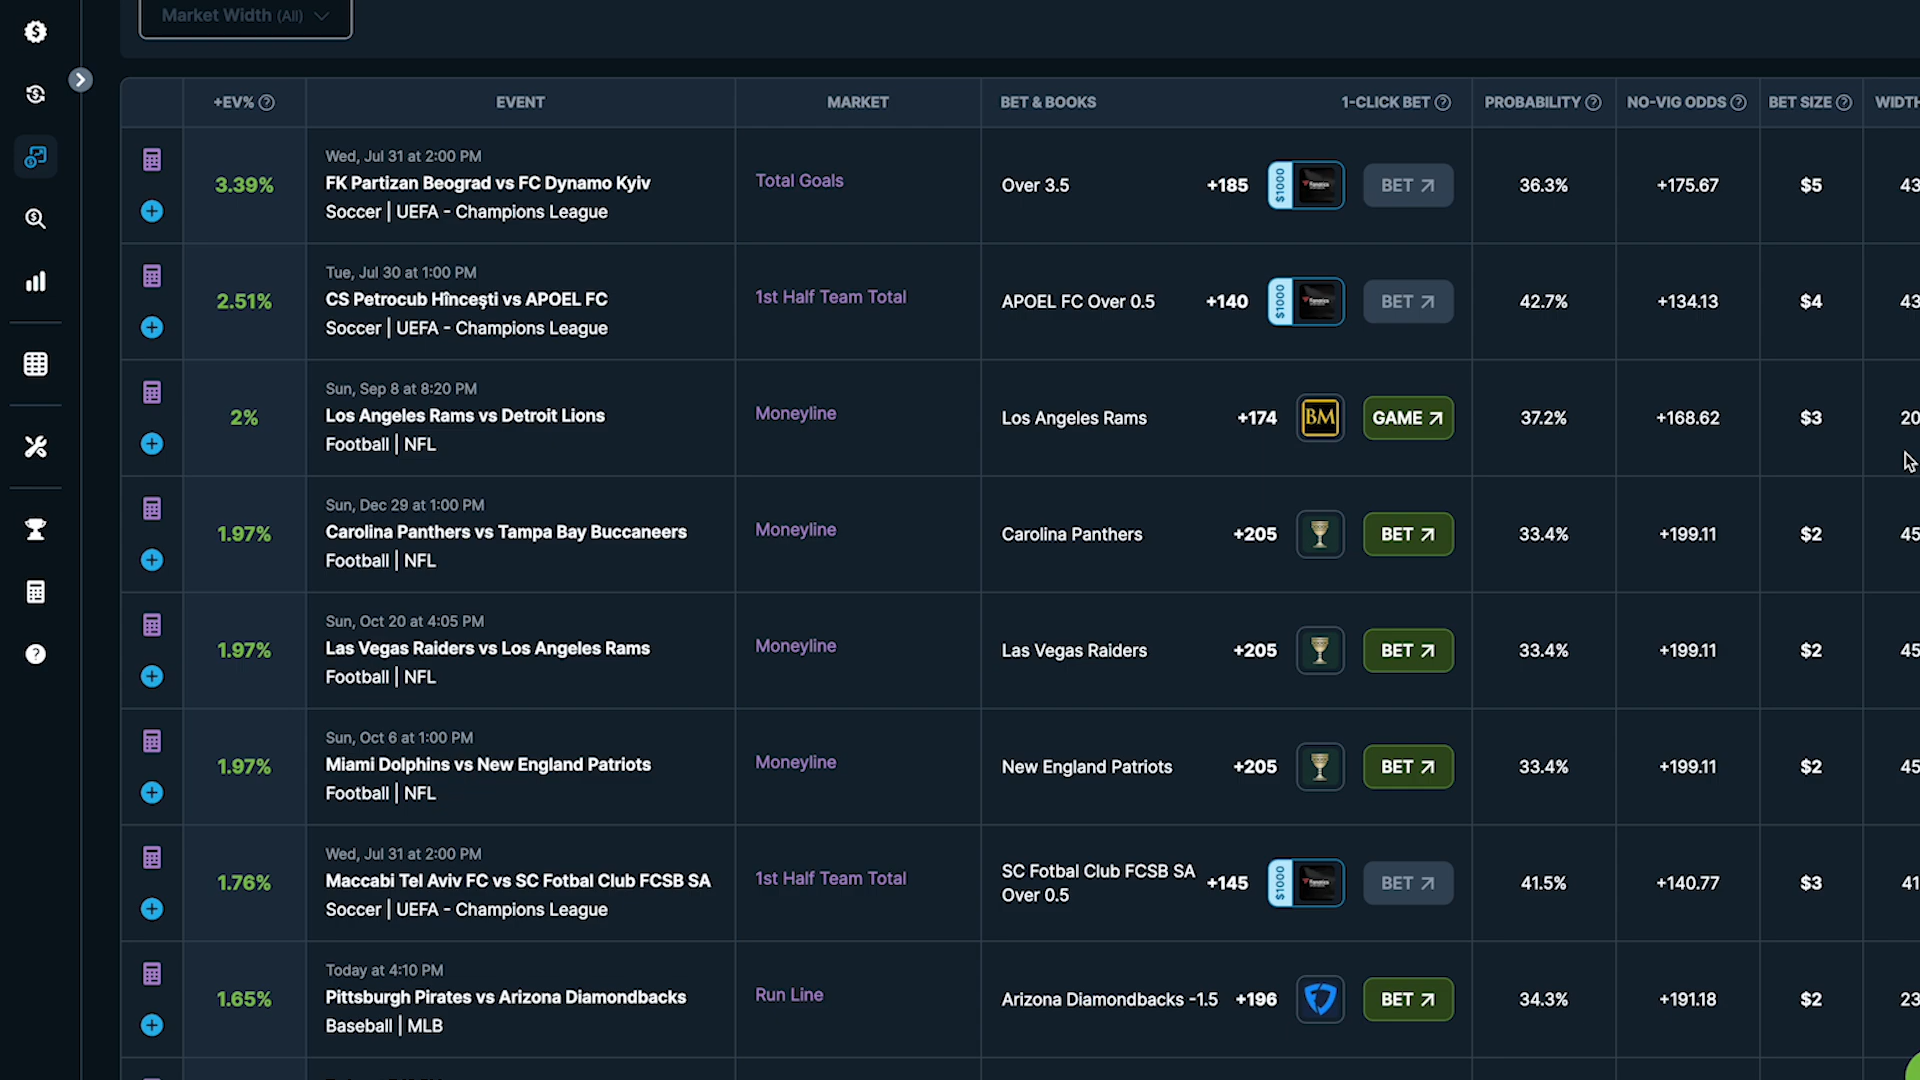 Market Width (All)
+EV% EVENT MARKET BET & BOOKS 1-CLICK BET PROBABILITY NO-VIG ODDS BET SIZE WIDTH
Wed, Jul 31 at 2:00 PM
3.39% FK Partizan Beograd vs FC Dynamo Kyiv Total Goals Over 3.5 +185 $1000 BET 36.3% +175.67 $5 43
Soccer | UEFA - Champions League
Tue, Jul 30 at 1:00 PM
2.51% CS Petrocub Hîncești vs APOEL FC 1st Half Team Total APOEL FC Over 0.5 +140 $1000 BET 42.7% +134.13 $4 43
Soccer | UEFA - Champions League
Sun, Sep 8 at 8:20 PM
2% Los Angeles Rams vs Detroit Lions Moneyline Los Angeles Rams +174 BM GAME 37.2% +168.62 $3 20
Football | NFL
Sun, Dec 29 at 1:00 PM
1.97% Carolina Panthers vs Tampa Bay Buccaneers Moneyline Carolina Panthers +205 BET 33.4% +199.11 $2 45
Football | NFL
Sun, Oct 20 at 4:05 PM
1.97% Las Vegas Raiders vs Los Angeles Rams Moneyline Las Vegas Raiders +205 BET 33.4% +199.11 $2 45
Football | NFL
Sun, Oct 6 at 1:00 PM
1.97% Miami Dolphins vs New England Patriots Moneyline New England Patriots +205 BET 33.4% +199.11 $2 45
Football | NFL
Wed, Jul 31 at 2:00 PM
1.76% Maccabi Tel Aviv FC vs SC Fotbal Club FCSB SA 1st Half Team Total SC Fotbal Club FCSB SA +145 $1000 BET 41.5% +140.77 $3 41
Over 0.5
Soccer | UEFA - Champions League
Today at 4:10 PM
1.65% Pittsburgh Pirates vs Arizona Diamondbacks Run Line Arizona Diamondbacks -1.5 +196 BET 34.3% +191.18 $2 23
Baseball | MLB